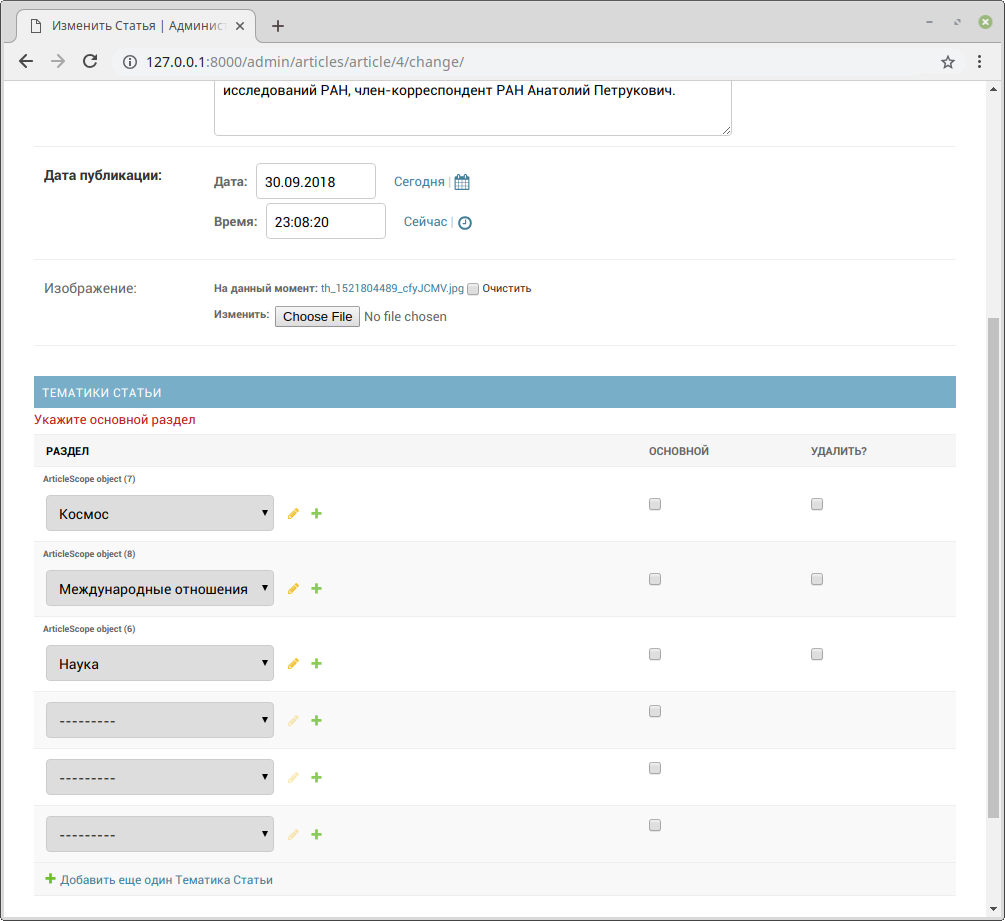 Изменить Статья | Админис
127.0.0.1:8000/admin/articles/article/4/change/
исследований РАН, член-корреспондент РАН Анатолий Петрукович.
Дата публикации:
Дата: 30.09.2018 Сегодня |
Время: 23:08:20 Сейчас |
Изображение:
На данный момент: th_1521804489_cfyJCMV.jpg Очистить
Изменить: Choose File No file chosen
ТЕМАТИКИ СТАТЬИ
Укажите основной раздел
РАЗДЕЛ ОСНОВНОЙ УДАЛИТЬ?
ArticleScope object (7)
Космос
ArticleScope object (8)
Международные отношения
ArticleScope object (6)
Наука
---------
---------
---------
Добавить еще один Тематика Статьи